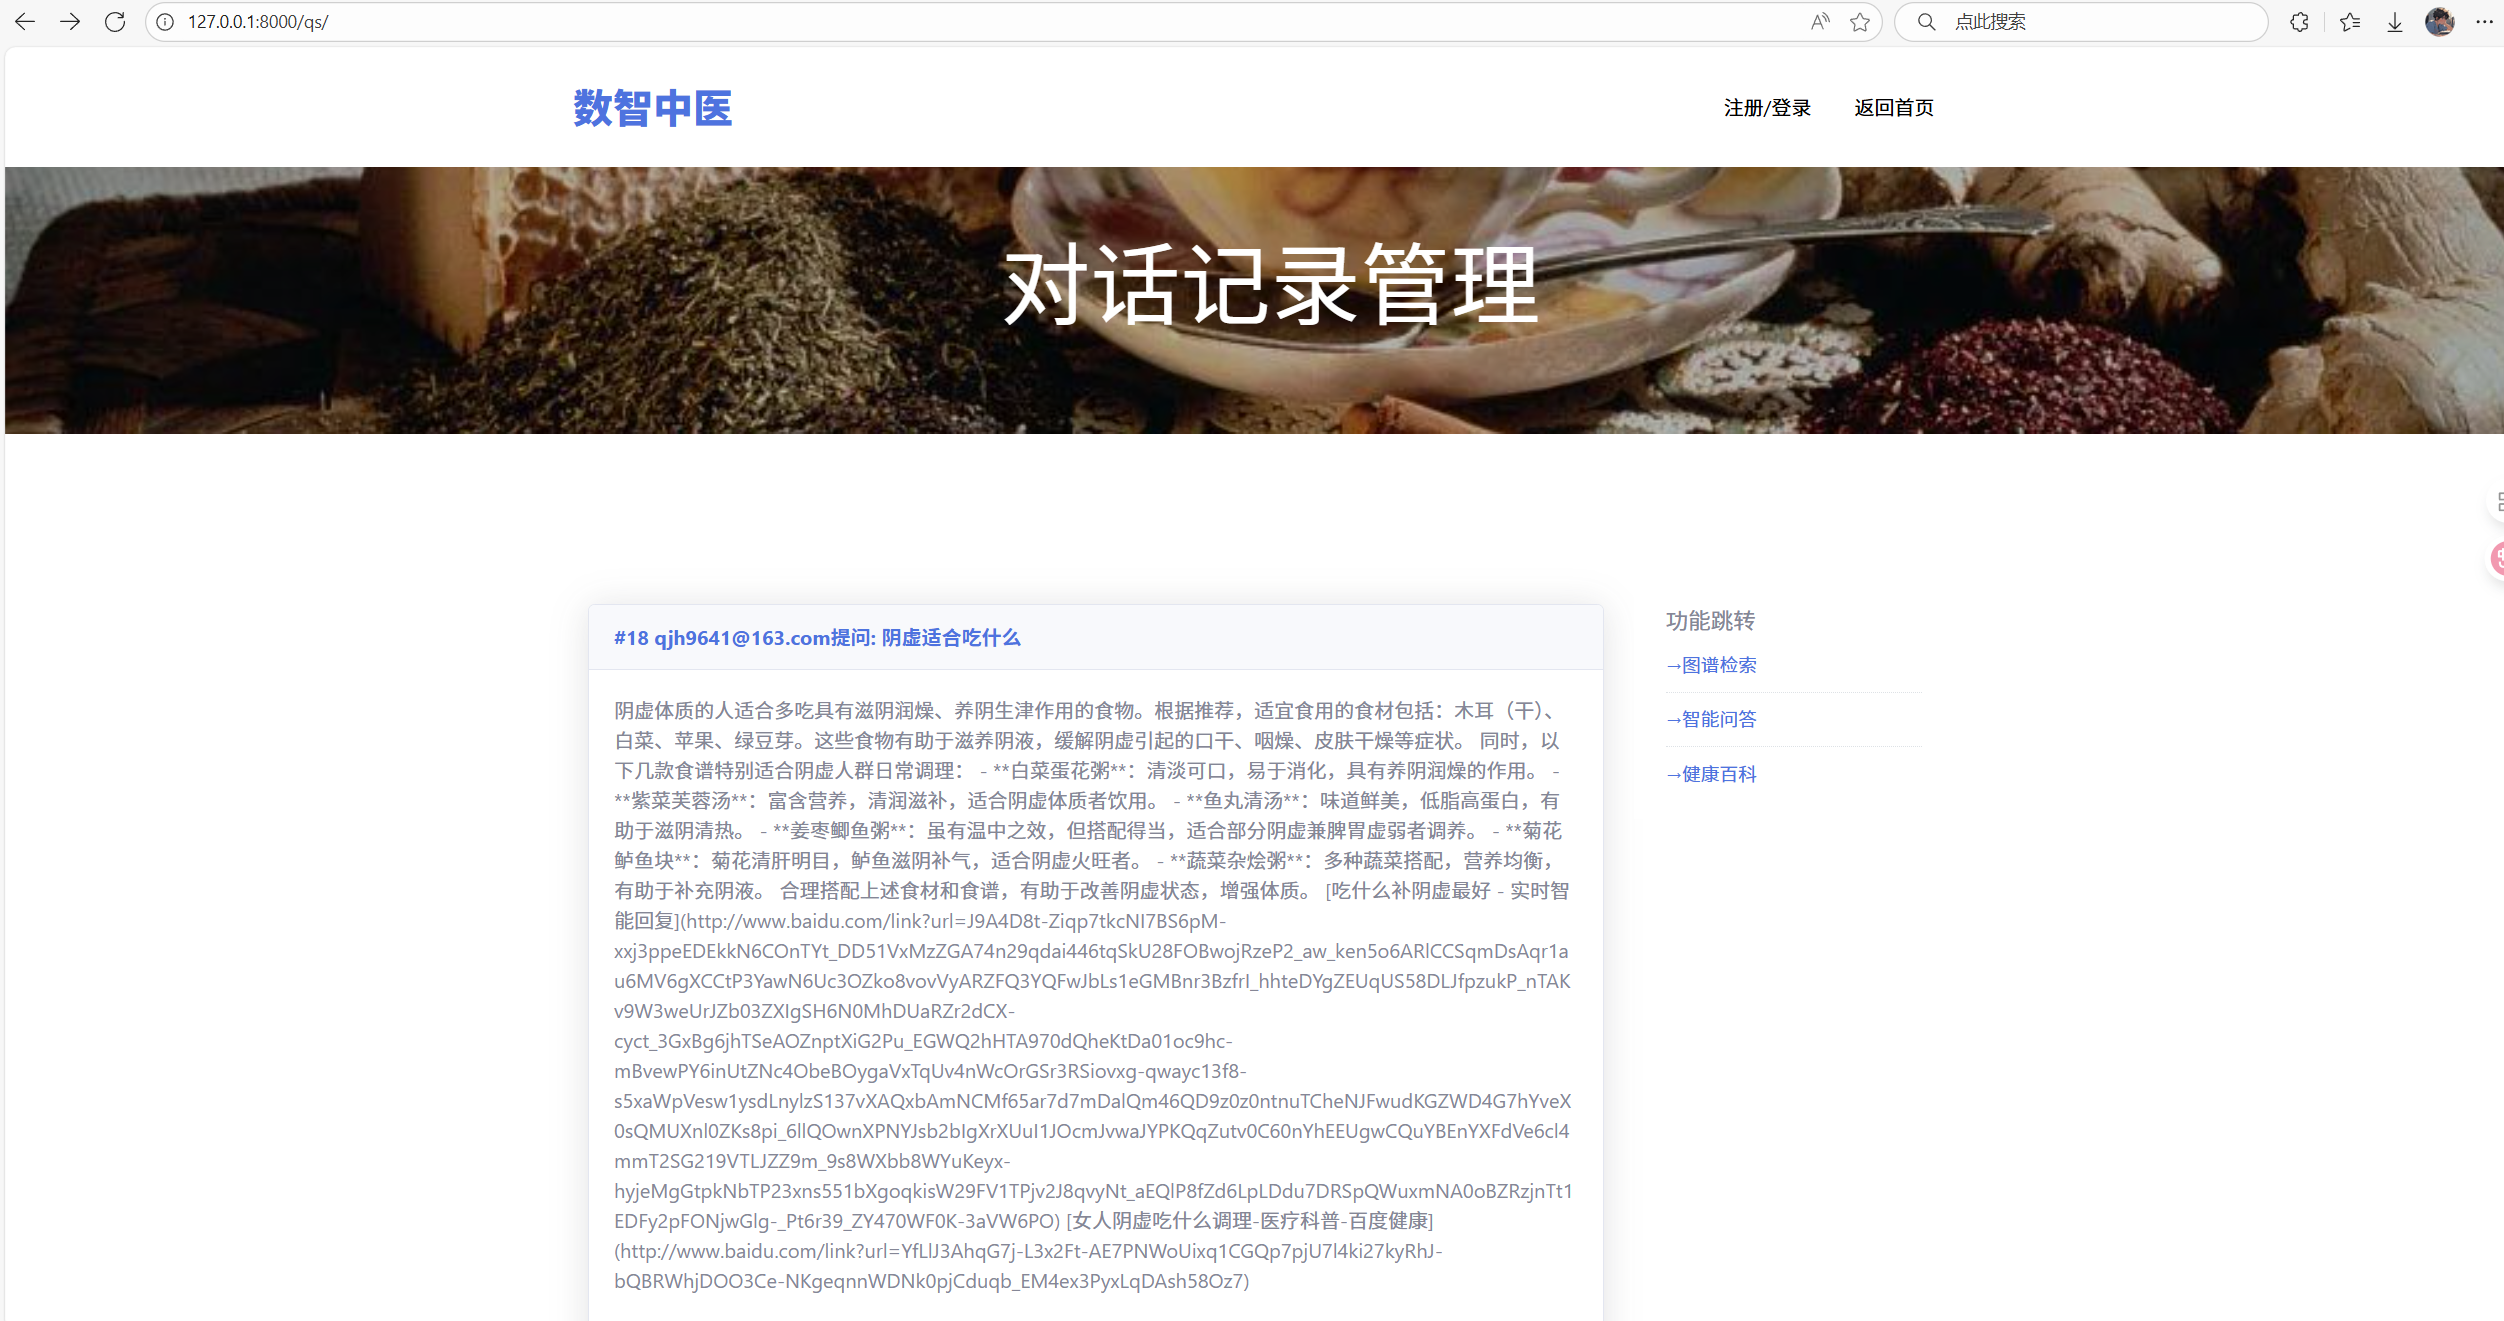 127.0.0.1:8000/qs/
点此搜索
数智中医
注册/登录
返回首页
对话记录管理
#18 qjh9641@163.com提问: 阴虚适合吃什么
阴虚体质的人适合多吃具有滋阴润燥、养阴生津作用的食物。根据推荐，适宜食用的食材包括：木耳（干）、
白菜、苹果、绿豆芽。这些食物有助于滋养阴液，缓解阴虚引起的口干、咽燥、皮肤干燥等症状。 同时，以
下几款食谱特别适合阴虚人群日常调理： - **白菜蛋花粥**：清淡可口，易于消化，具有养阴润燥的作用。 -
**紫菜芙蓉汤**：富含营养，清润滋补，适合阴虚体质者饮用。 - **鱼丸清汤**：味道鲜美，低脂高蛋白，有
助于滋阴清热。 - **姜枣鲫鱼粥**：虽有温中之效，但搭配得当，适合部分阴虚兼脾胃虚弱者调养。 - **菊花
鲈鱼块**：菊花清肝明目，鲈鱼滋阴补气，适合阴虚火旺者。 - **蔬菜杂烩粥**：多种蔬菜搭配，营养均衡，
有助于补充阴液。 合理搭配上述食材和食谱，有助于改善阴虚状态，增强体质。 [吃什么补阴虚最好 - 实时智
能回复](http://www.baidu.com/link?url=J9A4D8t-Ziqp7tkcNI7BS6pM-
xxj3ppeEDEkkN6COnTYt_DD51VxMzZGA74n29qdai446tqSkU28FOBwojRzeP2_aw_ken5o6ARlCCSqmDsAqr1a
u6MV6gXCCtP3YawN6Uc3OZko8vovVyARZFQ3YQFwJbLs1eGMBnr3BzfrI_hhteDYgZEUqUS58DLJfpzukP_nTAK
v9W3weUrJZb03ZXIgSH6N0MhDUaRZr2dCX-
cyct_3GxBg6jhTSeAOZnptXiG2Pu_EGWQ2hHTA970dQheKtDa01oc9hc-
mBvewPY6inUtZNc4ObeBOygaVxTqUv4nWcOrGSr3RSiovxg-qwayc13f8-
s5xaWpVesw1ysdLnylzS137vXAQxbAmNCMf65ar7d7mDalQm46QD9z0z0ntnuTCheNJFwudKGZWD4G7hYveX
0sQMUXnl0ZKs8pi_6llQOwnXPNYJsb2bIgXrXUuI1JOcmJvwaJYPKQqZutv0C60nYhEEUgwCQuYBEnYXFdVe6cl4
mmT2SG219VTLJZZ9m_9s8WXbb8WYuKeyx-
hyjeMgGtpkNbTP23xns551bXgoqkisW29FV1TPjv2J8qvyNt_aEQlP8fZd6LpLDdu7DRSpQWuxmNA0oBZRzjnTt1
EDFy2pFONjwGlg-_Pt6r39_ZY470WF0K-3aVW6PO) [女人阴虚吃什么调理-医疗科普-百度健康]
(http://www.baidu.com/link?url=YfLlJ3AhqG7j-L3x2Ft-AE7PNWoUixq1CGQp7pjU7l4ki27kyRhJ-
bQBRWhjDOO3Ce-NKgeqnnWDNk0pjCduqb_EM4ex3PyxLqDAsh58Oz7)
功能跳转
→图谱检索
→智能问答
→健康百科